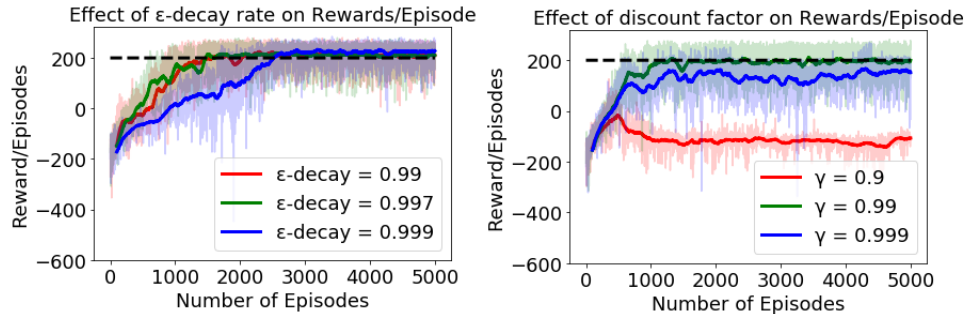 Effect of ε-decay rate on Rewards/Episode
Reward/Episodes
200
0
−200
−400
−600
ε-decay = 0.99
ε-decay = 0.997
ε-decay = 0.999
0 1000 2000 3000 4000 5000
Number of Episodes
Effect of discount factor on Rewards/Episode
Reward/Episodes
200
0
−200
−400
−600
γ = 0.9
γ = 0.99
γ = 0.999
0 1000 2000 3000 4000 5000
Number of Episodes